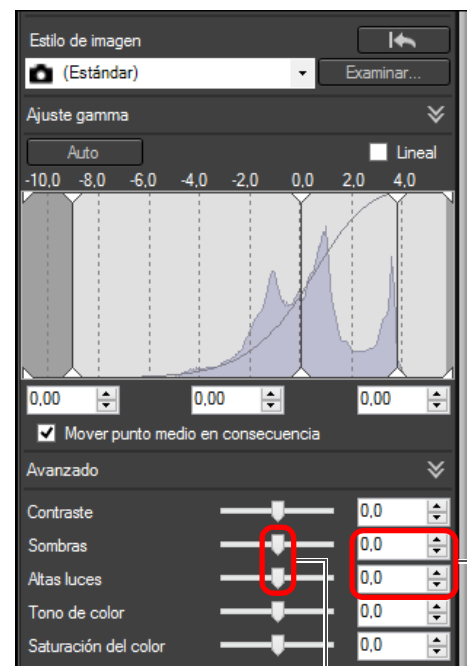 Estilo de imagen
(Estándar) Examinar...
Ajuste gamma
Auto Lineal
-10,0 -8,0 -6,0 -4,0 -2,0 0,0 2,0 4,0
0,00 0,00 0,00
Mover punto medio en consecuencia
Avanzado
Contraste 0,0
Sombras 0,0
Altas luces 0,0
Tono de color 0,0
Saturación del color 0,0